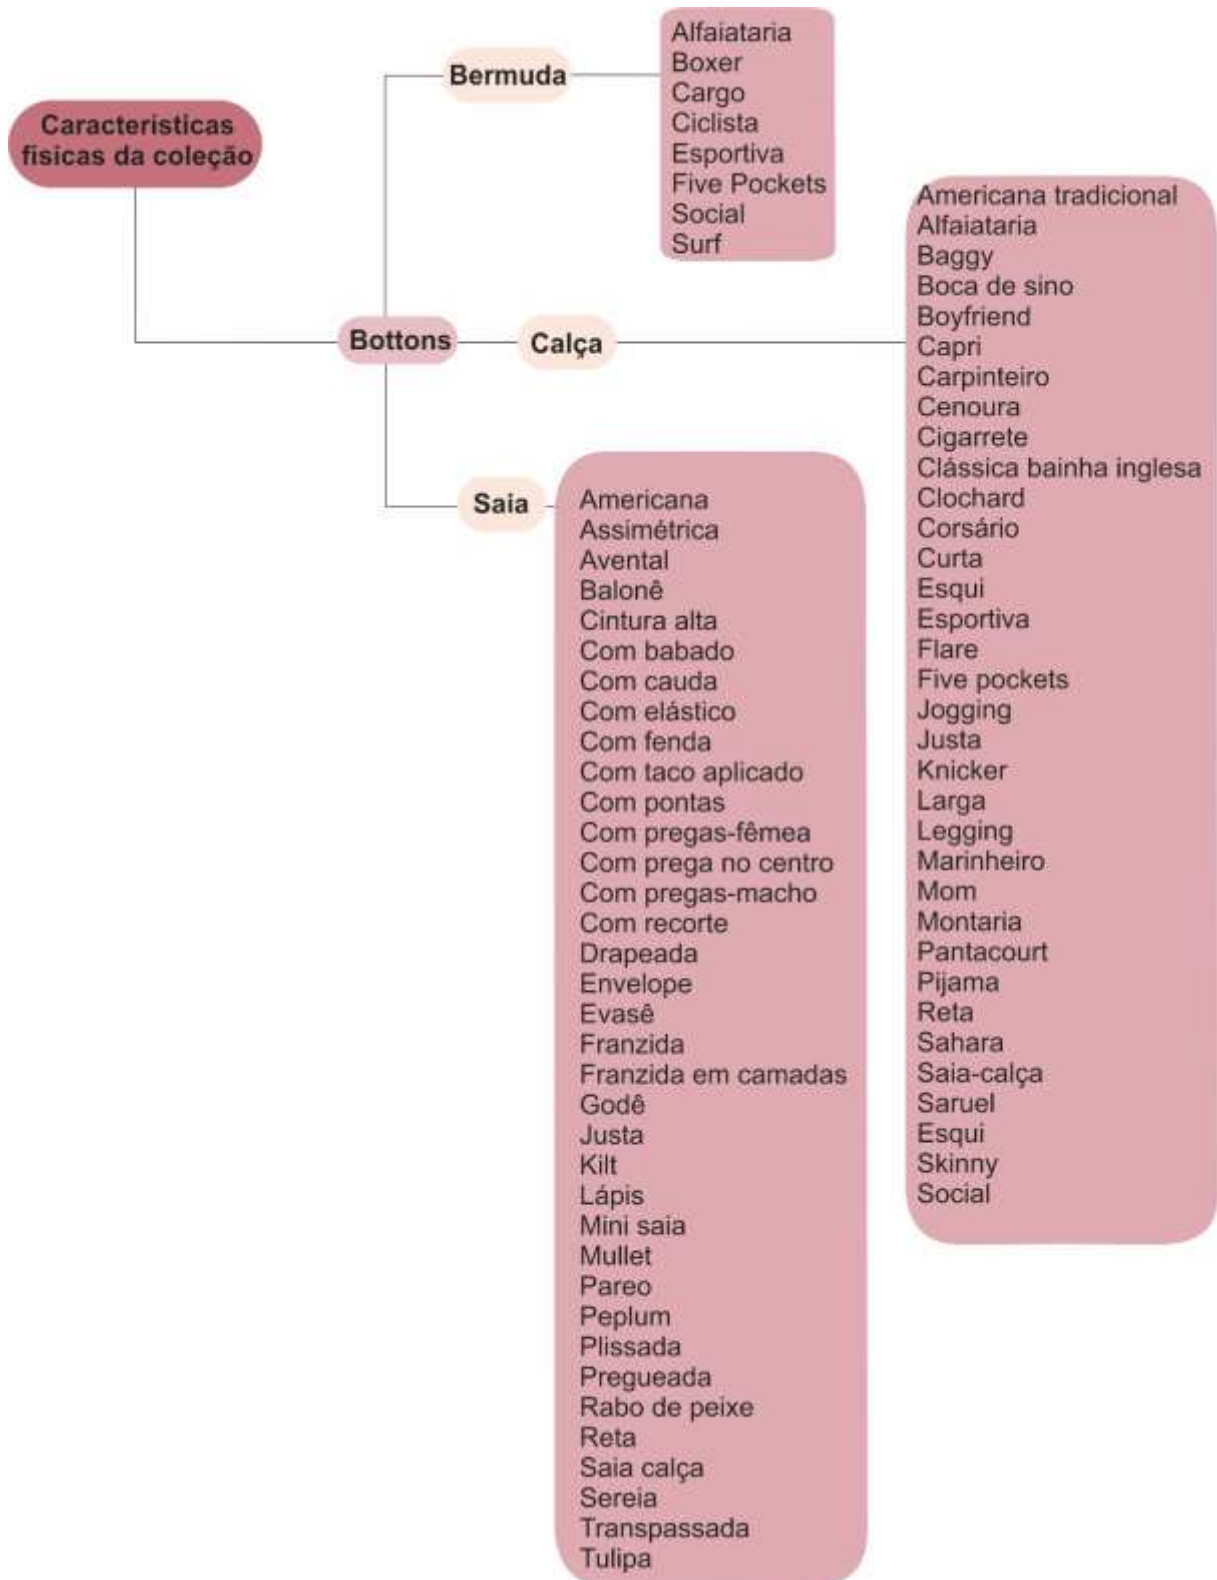 Características
fisicas da coleção
Bottons
Bermuda
Alfaiataria
Boxer
Cargo
Ciclista
Esportiva
Five Pockets
Social
Surf
Calça
Americana tradicional
Alfaiataria
Baggy
Boca de sino
Boyfriend
Capri
Carpinteiro
Cenoura
Cigarrete
Clássica bainha inglesa
Clochard
Corsário
Curta
Esqui
Esportiva
Flare
Five pockets
Jogging
Justa
Knicker
Larga
Legging
Marinheiro
Mom
Montaria
Pantacourt
Pijama
Reta
Sahara
Saia-calça
Saruel
Esqui
Skinny
Social
Saia
Americana
Assimétrica
Avental
Balonê
Cintura alta
Com babado
Com cauda
Com elástico
Com fenda
Com taco aplicado
Com pontas
Com pregas-fêmea
Com prega no centro
Com pregas-macho
Com recorte
Drapeada
Envelope
Evasê
Franzida
Franzida em camadas
Godê
Justa
Kilt
Lápis
Mini saia
Mullet
Pareo
Peplum
Plissada
Pregueada
Rabo de peixe
Reta
Saia calça
Sereia
Transpassada
Tulipa